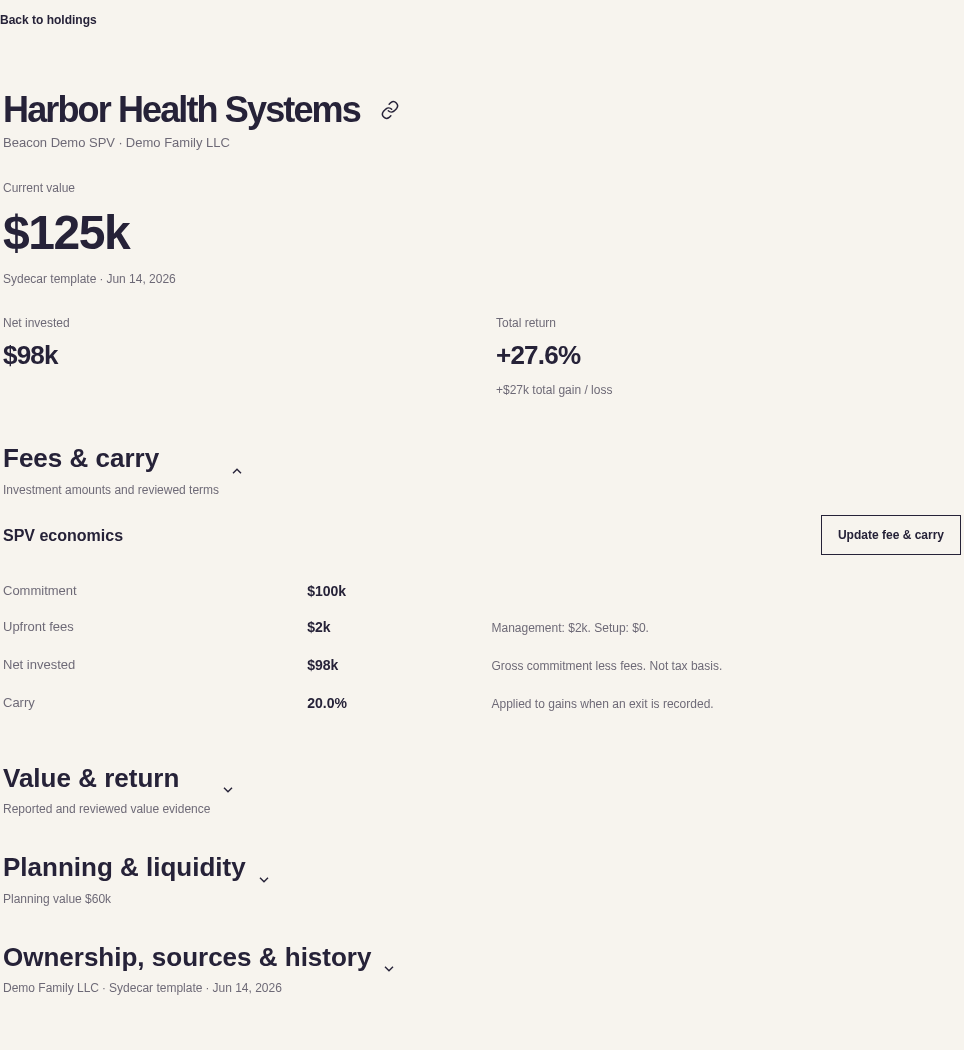 Back to holdings
Harbor Health Systems
Beacon Demo SPV · Demo Family LLC
Current value
$125k
Sydecar template · Jun 14, 2026
Net invested
$98k
Total return
+27.6%
+$27k total gain / loss
Fees & carry
Investment amounts and reviewed terms
SPV economics
Update fee & carry
Commitment $100k
Upfront fees $2k Management: $2k. Setup: $0.
Net invested $98k Gross commitment less fees. Not tax basis.
Carry 20.0% Applied to gains when an exit is recorded.
Value & return
Reported and reviewed value evidence
Planning & liquidity
Planning value $60k
Ownership, sources & history
Demo Family LLC · Sydecar template · Jun 14, 2026